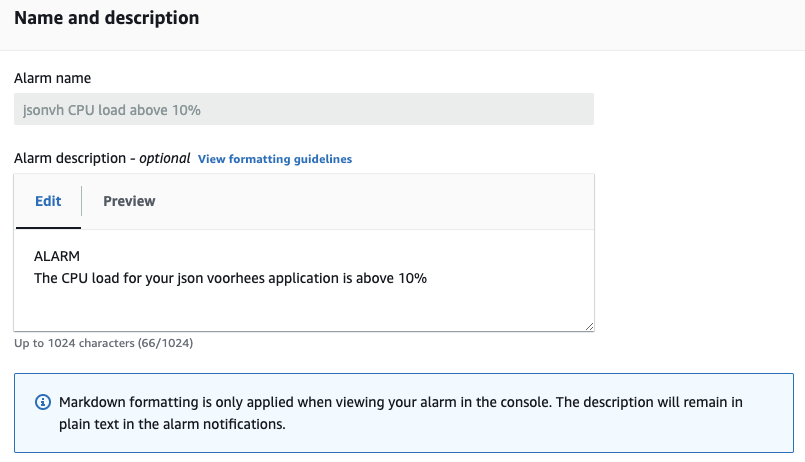 Name and description
Alarm name
jsonvh CPU load above 10%
Alarm description - optional View formatting guidelines
Edit Preview
ALARM
The CPU load for your json voorhees application is above 10%
Up to 1024 characters (66/1024)
Markdown formatting is only applied when viewing your alarm in the console. The description will remain in
plain text in the alarm notifications.